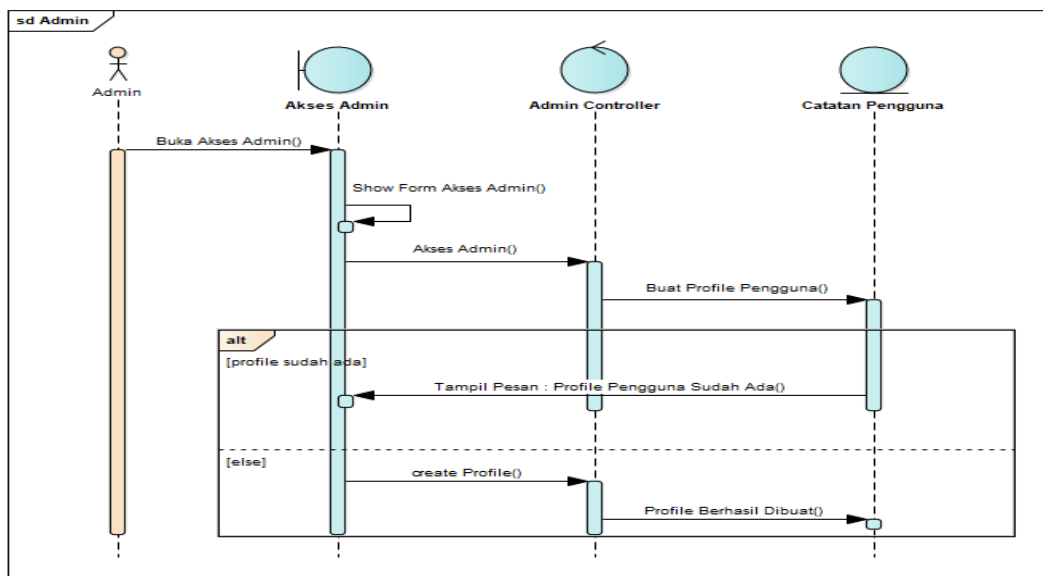 sd Admin
Admin
Akses Admin
Admin Controller
Catatan Pengguna
Buka Akses Admin()
Show Form Akses Admin()
Akses Admin()
Buat Profile Pengguna()
alt
[profile sudah ada]
Tampil Pesan : Profile Pengguna Sudah Ada()
[else]
create Profile()
Profile Berhasil Dibuat()